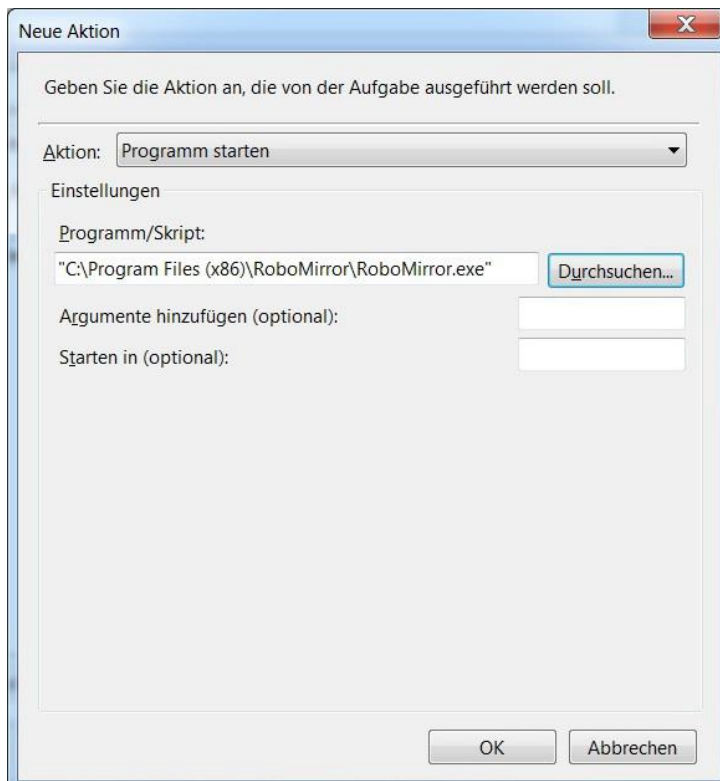 Neue Aktion
Geben Sie die Aktion an, die von der Aufgabe ausgeführt werden soll.
Aktion: Programm starten
Einstellungen
Programm/Skript:
"C:\Program Files (x86)\RoboMirror\RoboMirror.exe" Durchsuchen...
Argumente hinzufügen (optional):
Starten in (optional):
OK Abbrechen